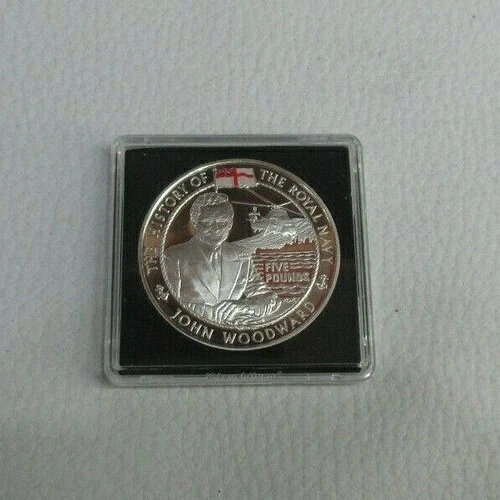 THE HISTORY OF THE ROYAL NAVY
FIVE
POUNDS
JOHN WOODWARD